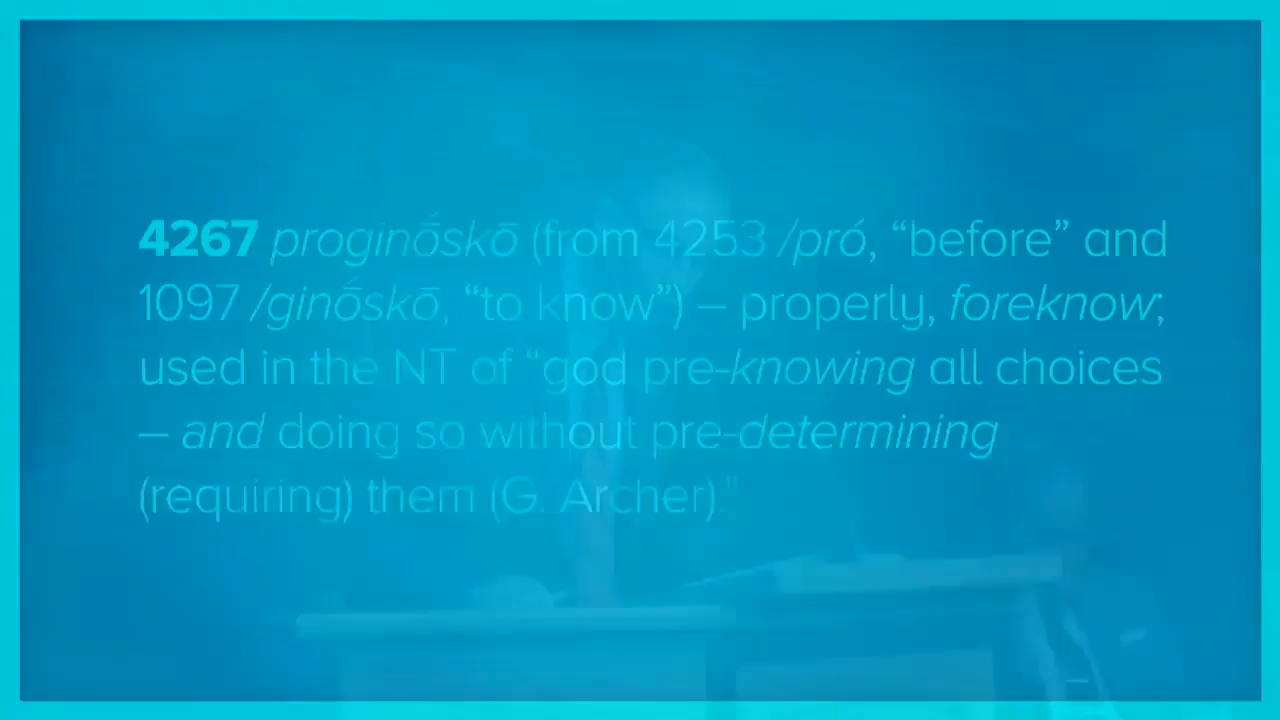 4267 proginṓskō (from 4253 /pró, “before” and
1097 /ginṓskō, “to know”) – properly, foreknow;
used in the NT of “god pre-knowing all choices
– and doing so without pre-determining
(requiring) them (G. Archer)."